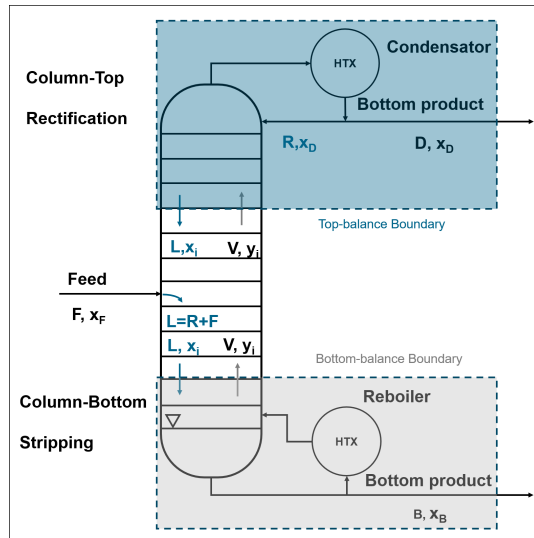 Condensator
HTX
Column-Top
Rectification
Bottom product
R,xD
D, xD
Top-balance Boundary
L,xi
V, yi
Feed
F, xF
L=R+F
L, xi
V, yi
Bottom-balance Boundary
Column-Bottom
Stripping
Reboiler
HTX
Bottom product
B, xB